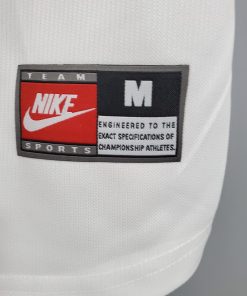 TEAM
NIKE
SPORTS
M
ENGINEERED TO THE
EXACT SPECIFICATIONS OF
CHAMPIONSHIP ATHLETES.